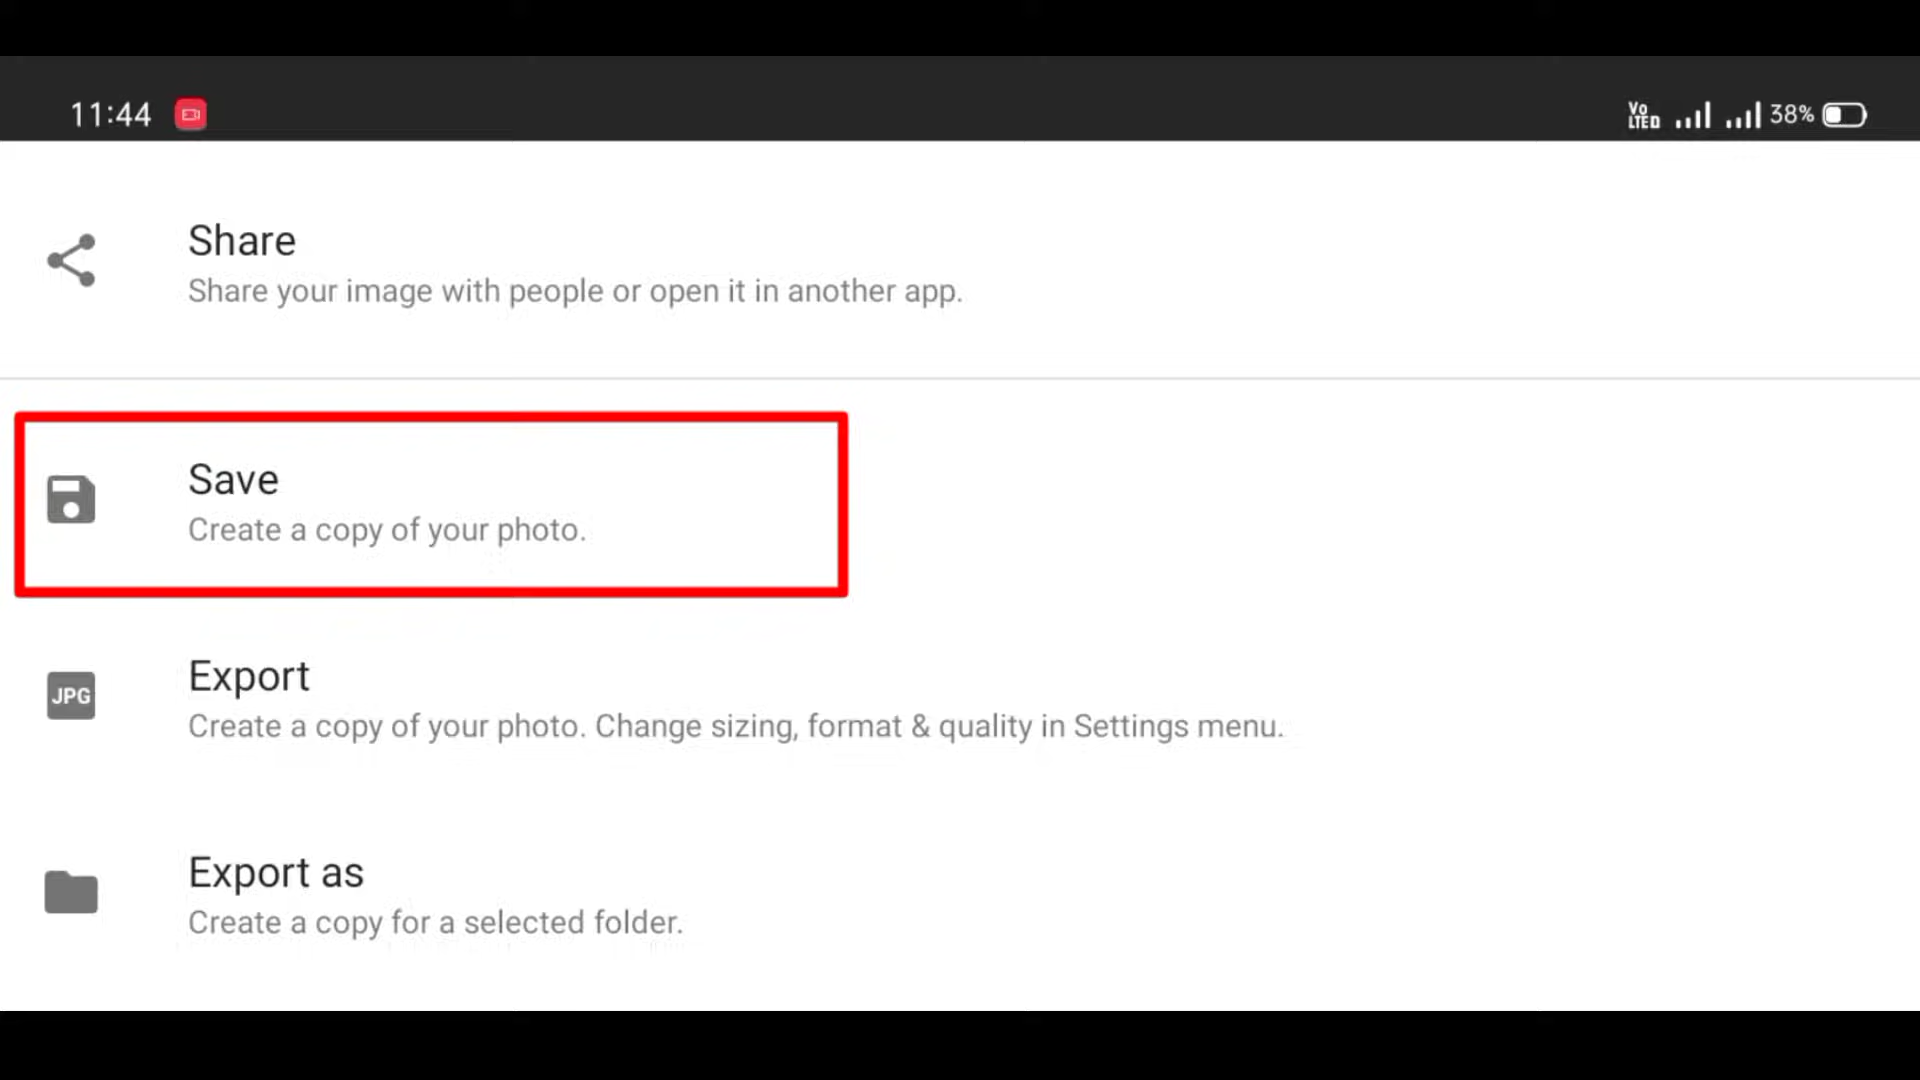 11:44
Vo
LTED
38%
Share
Share your image with people or open it in another app.
Save
Create a copy of your photo.
Export
JPG
Create a copy of your photo. Change sizing, format & quality in Settings menu.
Export as
Create a copy for a selected folder.